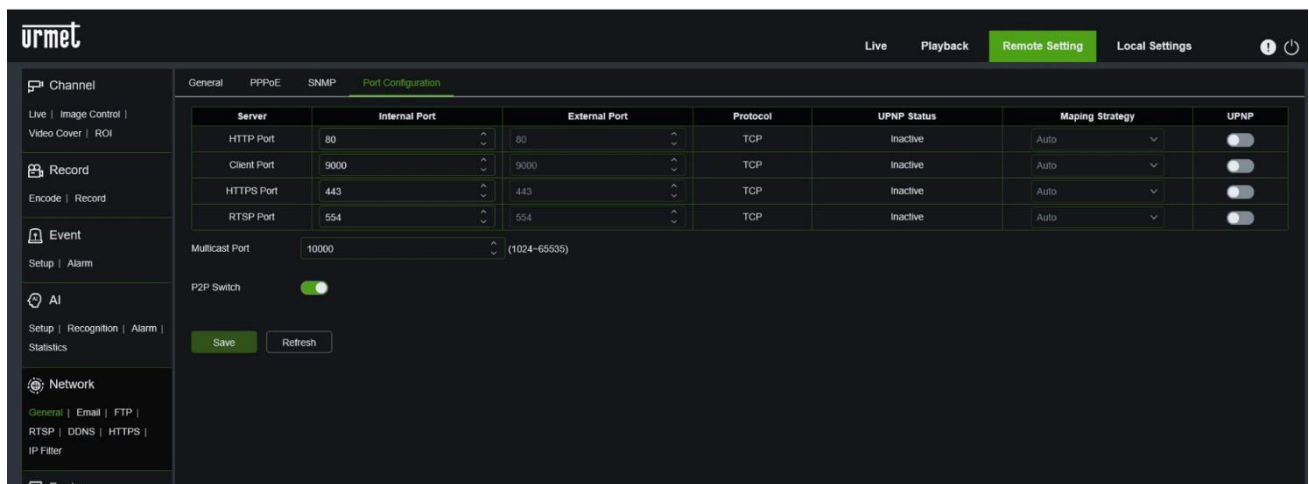 urmet
Live Playback Remote Setting Local Settings
Channel
Live | Image Control |
Video Cover | ROI
Record
Encode | Record
Event
Setup | Alarm
AI
Setup | Recognition | Alarm |
Statistics
Network
General | Email | FTP |
RTSP | DDNS | HTTPS |
IP Filter
General PPPoE SNMP Port Configuration
Server Internal Port External Port Protocol UPNP Status Maping Strategy UPNP
HTTP Port 80 80 TCP Inactive Auto
Client Port 9000 9000 TCP Inactive Auto
HTTPS Port 443 443 TCP Inactive Auto
RTSP Port 554 554 TCP Inactive Auto
Multicast Port 10000 (1024~65535)
P2P Switch
Save Refresh